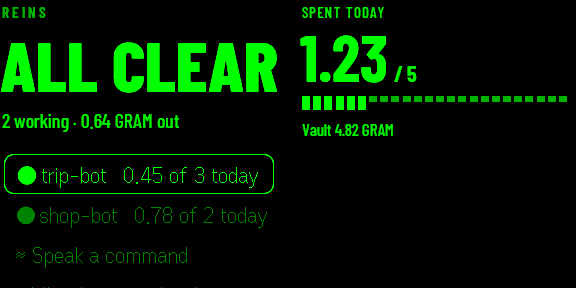 REINS
ALL CLEAR
2 working · 0.64 GRAM out
trip-bot 0.45 of 3 today
shop-bot 0.78 of 2 today
≈ Speak a command
SPENT TODAY
1.23 / 5
Vault 4.82 GRAM